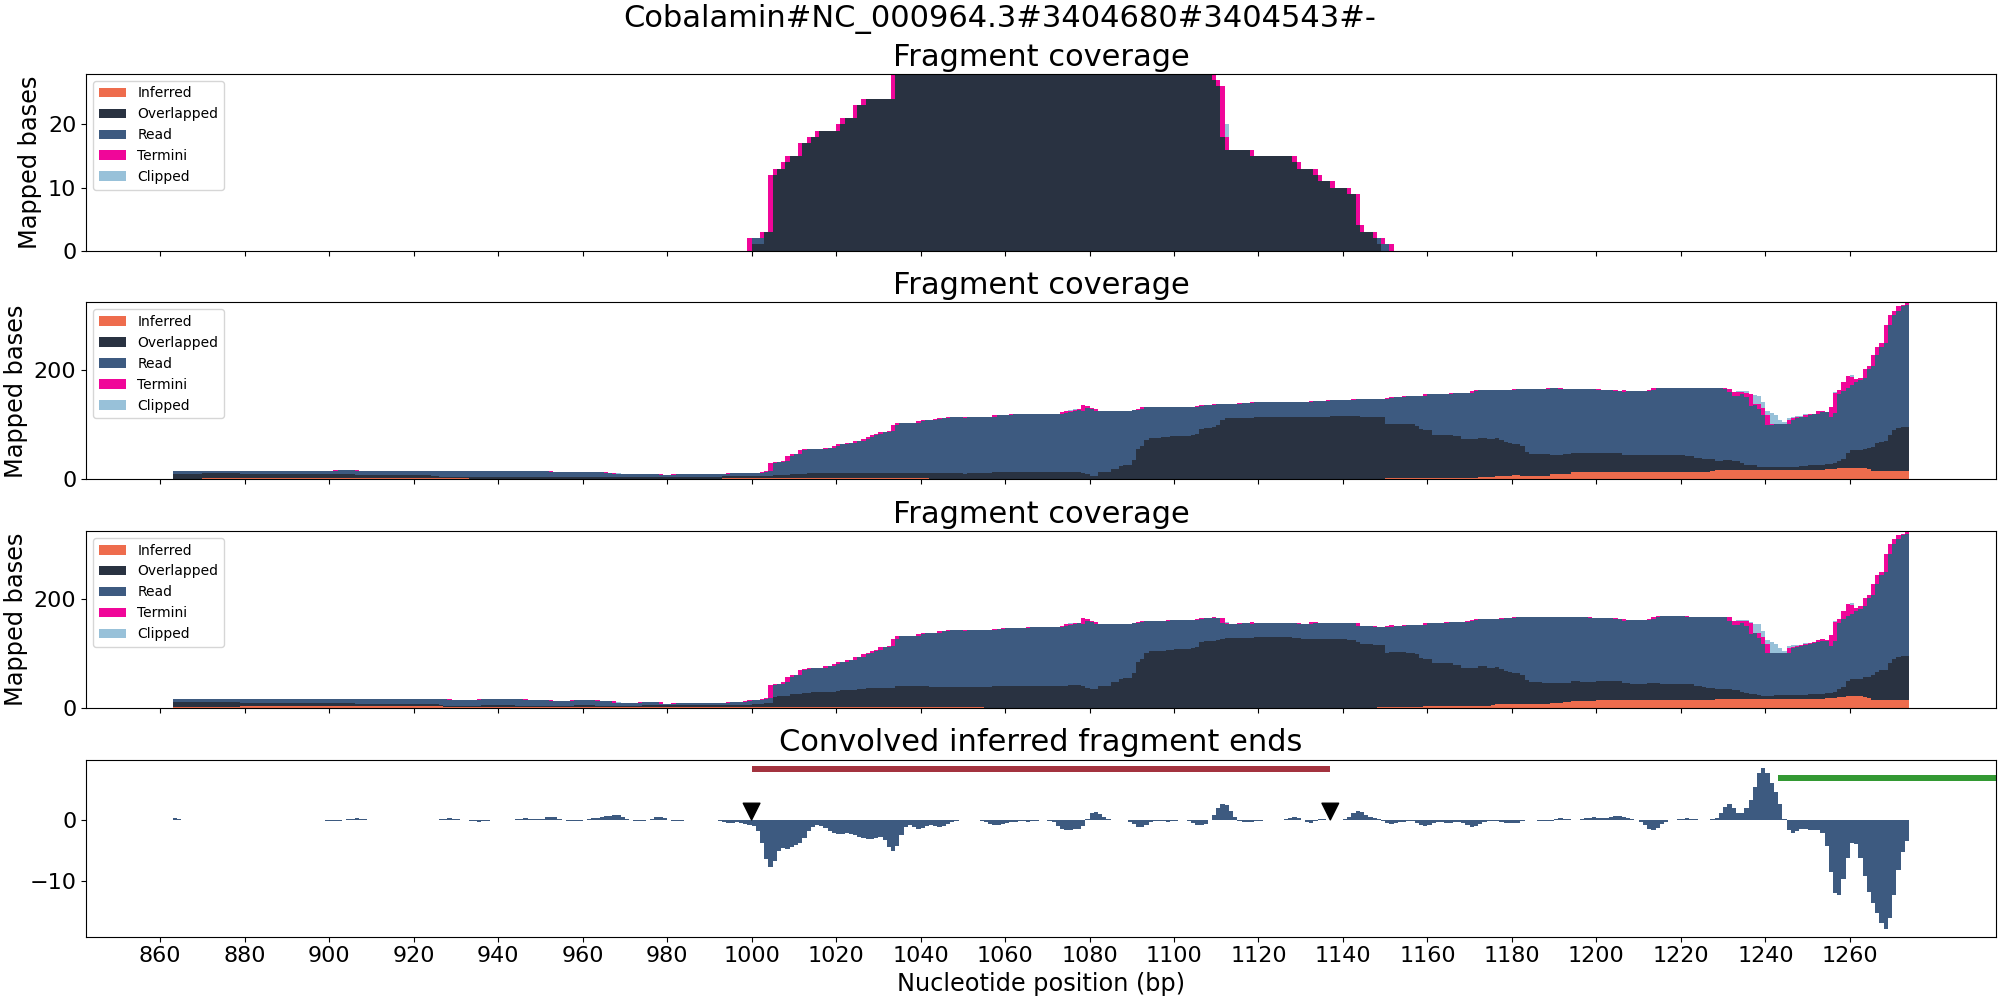 Cobalamin#NC_000964.3#3404680#3404543#-
Fragment coverage
Mapped bases
20
10
0
Inferred
Overlapped
Read
Termini
Clipped
Fragment coverage
Mapped bases
200
0
Inferred
Overlapped
Read
Termini
Clipped
Fragment coverage
Mapped bases
200
0
Inferred
Overlapped
Read
Termini
Clipped
Convolved inferred fragment ends
0
−10
860 880 900 920 940 960 980 1000 1020 1040 1060 1080 1100 1120 1140 1160 1180 1200 1220 1240 1260
Nucleotide position (bp)